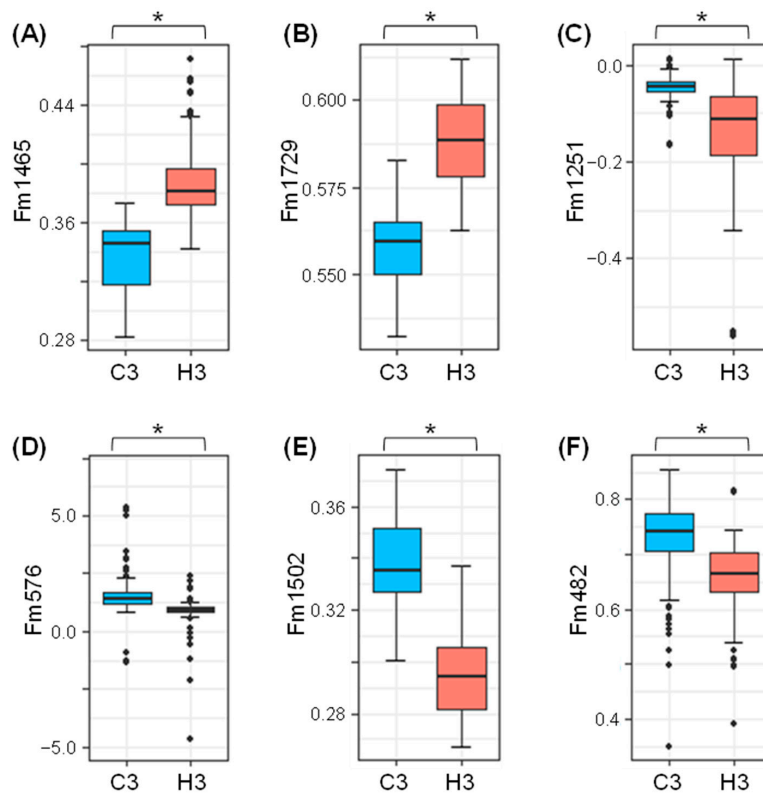 (A)
*
Fm1465
0.44
0.36
0.28
C3 H3
(B)
*
Fm1729
0.600
0.575
0.550
C3 H3
(C)
*
Fm1251
0.0
−0.2
−0.4
C3 H3
(D)
*
Fm576
5.0
0.0
−5.0
C3 H3
(E)
*
Fm1502
0.36
0.32
0.28
C3 H3
(F)
*
Fm482
0.8
0.6
0.4
C3 H3